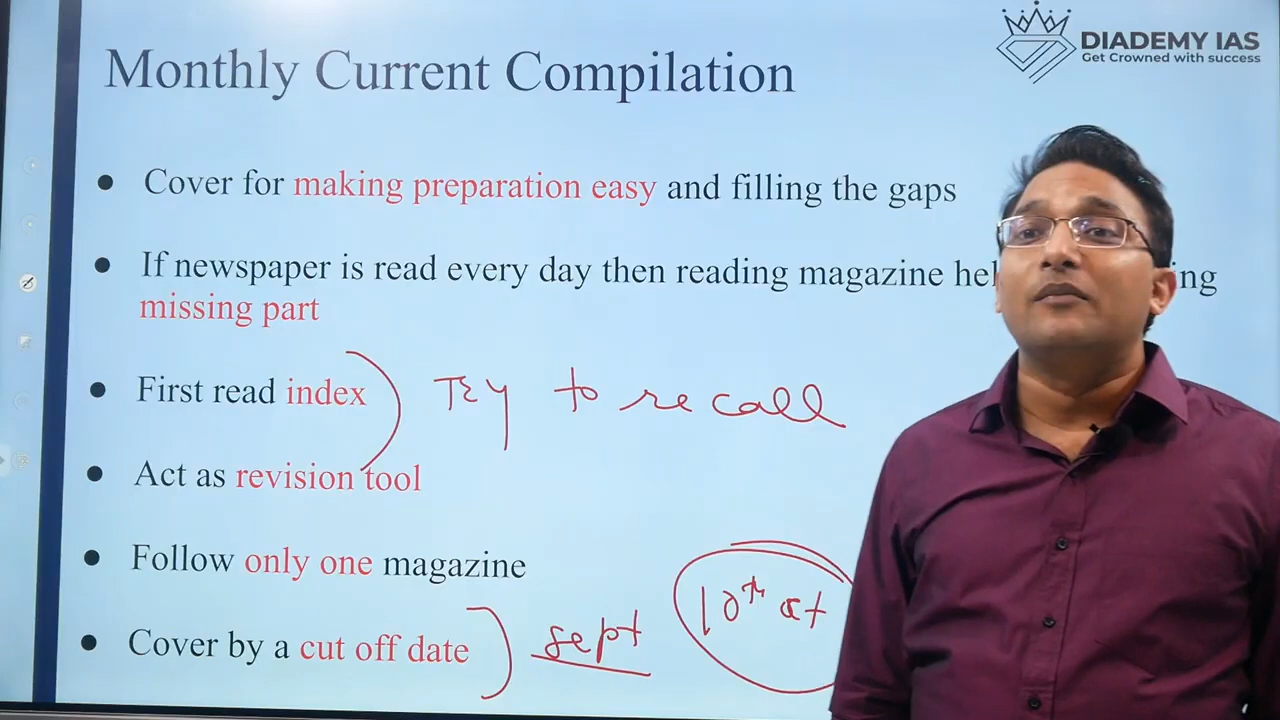 DIADEMY IAS
Get Crowned with success
Monthly Current Compilation
Cover for making preparation easy and filling the gaps
If newspaper is read every day then reading magazine
missing part
First read index
Try to recall
Act as revision tool
Follow only one magazine
Cover by a cut off date
sept
10th oct